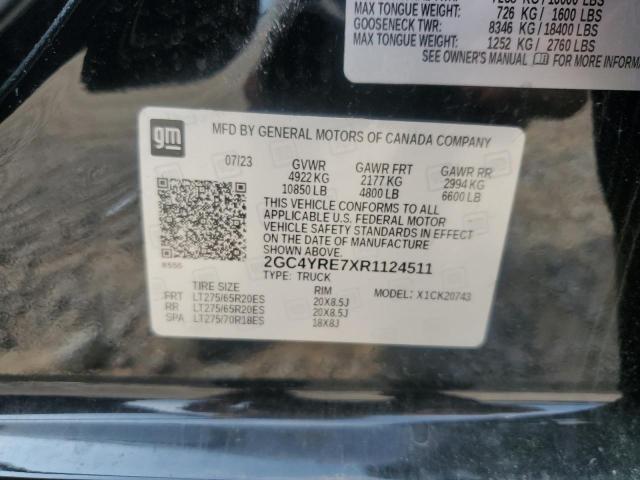 MAX TONGUE WEIGHT: 726 KG / 1600 LBS
GOOSENECK TWR: 8346 KG / 18400 LBS
MAX TONGUE WEIGHT: 1252 KG / 2760 LBS
SEE OWNER'S MANUAL FOR MORE INFORMA
gm
MFD BY GENERAL MOTORS OF CANADA COMPANY
07/23 GVWR GAWR FRT GAWR RR
4922 KG 2177 KG 2994 KG
10850 LB 4800 LB 6600 LB
THIS VEHICLE CONFORMS TO ALL
APPLICABLE U.S. FEDERAL MOTOR
VEHICLE SAFETY STANDARDS IN EFFECT
ON THE DATE OF MANUFACTURE
SHOWN ABOVE.
2GC4YRE7XR1124511
TYPE: TRUCK
TIRE SIZE RIM MODEL: X1CK20743
FRT LT275/65R20ES 20X8.5J
RR LT275/65R20ES 20X8.5J
SPA LT275/70R18ES 18X8J